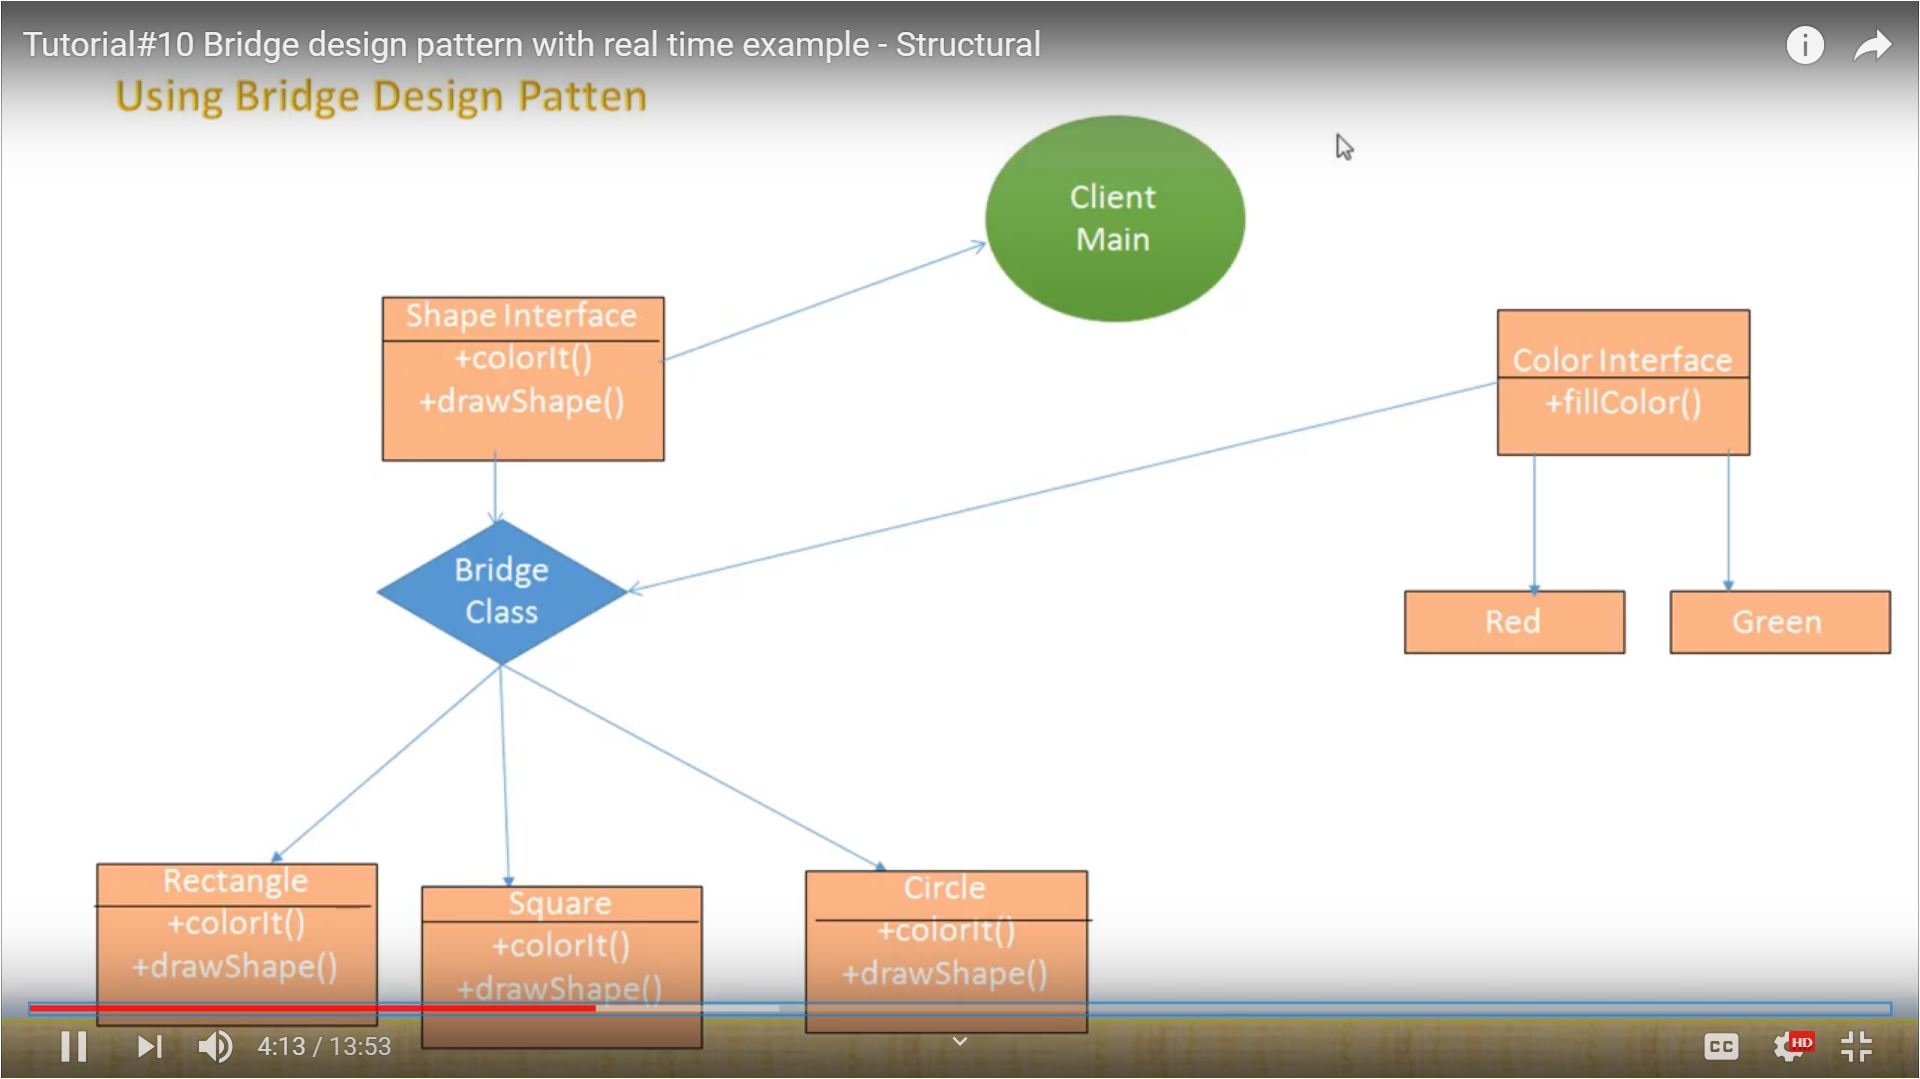 Tutorial#10 Bridge design pattern with real time example - Structural
Using Bridge Design Patten
Client
Main
Shape Interface
+colorIt()
+drawShape()
Color Interface
+fillColor()
Bridge
Class
Red
Green
Rectangle
+colorIt()
+drawShape()
Square
+colorIt()
+drawShape()
Circle
+colorIt()
+drawShape()
4:13 / 13:53
CC
HD